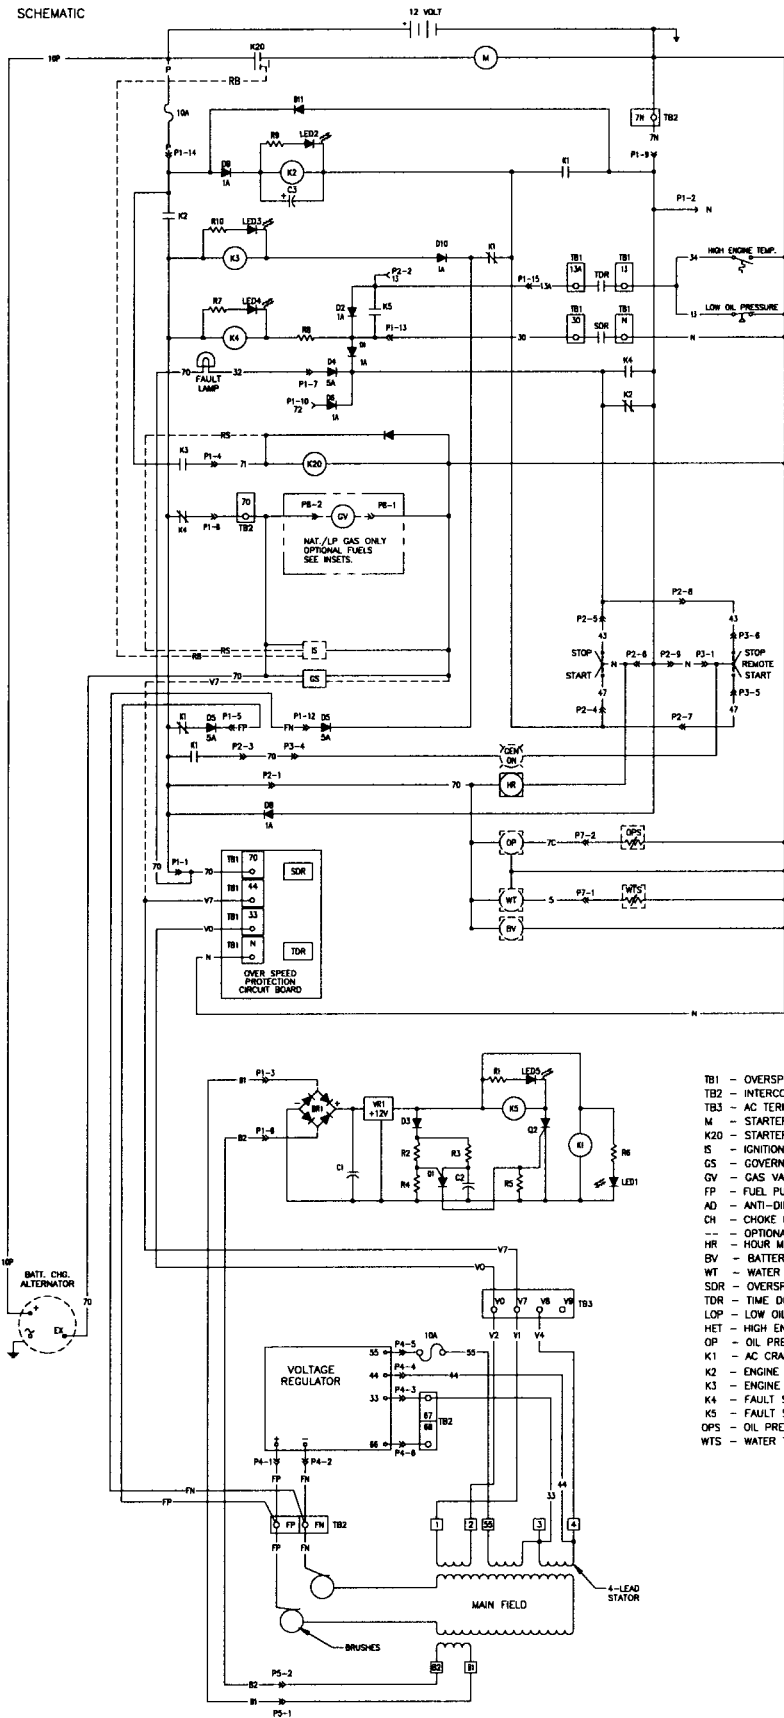 SCHEMATIC
12 VOLT
K20
M
10P
P
RB
B11
10A
7N
TB2
7N
R9
LED2
P
P1-14
P1-9
D9
1A
K2
C3
K1
P1-2
N
K2
R10
LED3
K3
D10
1A
K1
P2-2
13
P1-15
13A
TB1
13A
TDR
TB1
13
34
HIGH ENGINE TEMP.
R7
LED4
D2
1A
K5
K4
R8
P1-13
30
TB1
30
SDR
TB1
N
13
LOW OIL PRESSURE
N
D1
1A
70
32
FAULT
LAMP
P1-7
D4
5A
K4
P1-10
72
D6
1A
K2
RS
K3
P1-4
71
K20
K4
P1-8
70
TB2
P8-2
GV
P8-1
NAT./LP GAS ONLY
OPTIONAL FUELS
SEE INSETS.
P2-8
P2-5
43
43
P3-6
RS
RB
IS
STOP
START
N
P2-6
P2-9
N
P3-1
STOP
REMOTE
START
70
V7
GS
47
P2-4
P3-5
47
P2-7
K1
D5
5A
P1-5
FP
FN
P1-12
D5
5A
K1
P2-3
70
P3-4
GEN
ON
P2-1
70
HR
D8
1A
OP
7C
P7-2
OPS
70
P1-1
70
TB1
70
SDR
V7
TB1
44
WT
5
P7-1
WTS
V0
TB1
33
BV
N
TB1
N
TDR
OVER SPEED
PROTECTION
CIRCUIT BOARD
N
B1
P1-3
B2
P1-6
BR1
VR1
+12V
R1
LED5
K5
D3
Q2
R2
R3
C1
R4
Q1
C2
R5
K1
R6
LED1
TB1 - OVERSP
TB2 - INTERCO
TB3 - AC TER
M - STARTE
K20 - STARTE
IS - IGNITION
GS - GOVERN
GV - GAS VA
FP - FUEL PU
AD - ANTI-DI
CH - CHOKE
-- - OPTIONA
HR - HOUR M
BV - BATTER
WT - WATER
SDR - OVERSP
TDR - TIME D
LOP - LOW OIL
HET - HIGH EN
OP - OIL PRE
K1 - AC CRA
K2 - ENGINE
K3 - ENGINE
K4 - FAULT S
K5 - FAULT S
OPS - OIL PRE
WTS - WATER
V7
V0
10P
BATT. CHG.
ALTERNATOR
70
EX
V0
V7
V8
V9
TB3
V2
V1
V4
VOLTAGE
REGULATOR
55
P4-5
10A
55
44
P4-4
44
33
P4-3
67
68
TB2
66
P4-6
P4-1
P4-2
FP
FN
FN
FP
FP
FN
TB2
FP
FN
33
44
1
2
55
3
4
4-LEAD
STATOR
MAIN FIELD
BRUSHES
B2
B1
B2
P5-2
B1
P5-1